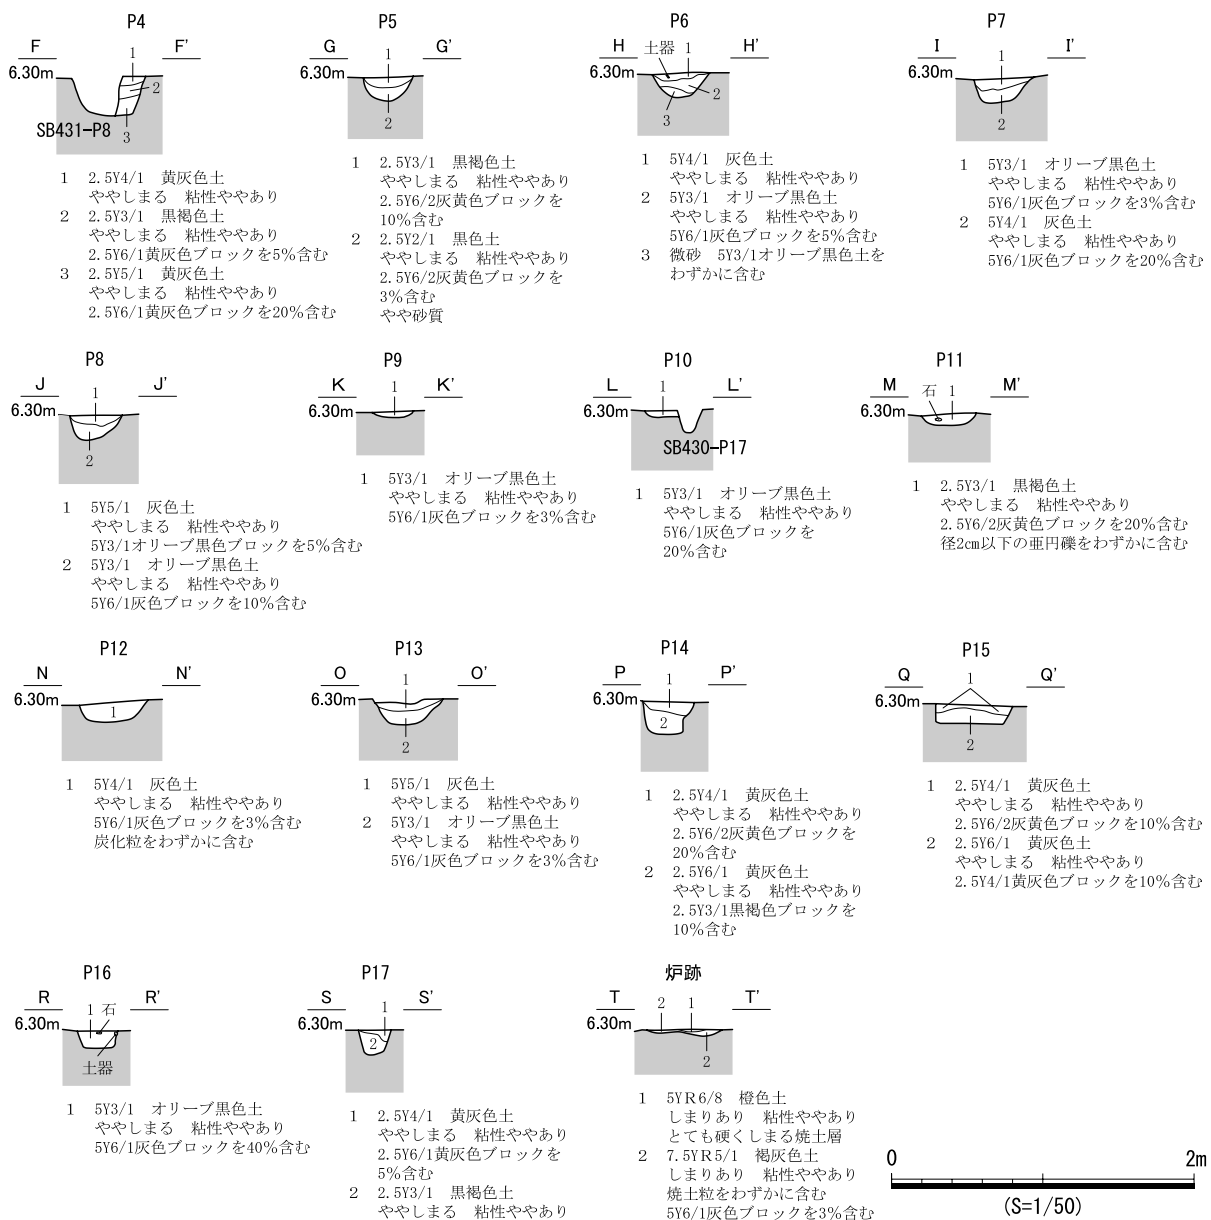 P4
F F'
6.30m
1
2
3
SB431-P8
1 2.5Y4/1 黄灰色土
ややしまる 粘性ややあり
2 2.5Y3/1 黒褐色土
ややしまる 粘性ややあり
2.5Y6/1黄灰色ブロックを5%含む
3 2.5Y5/1 黄灰色土
ややしまる 粘性ややあり
2.5Y6/1黄灰色ブロックを20%含む
P5
G G'
6.30m
1
2
1 2.5Y3/1 黒褐色土
ややしまる 粘性ややあり
2.5Y6/2灰黄色ブロックを
10%含む
2 2.5Y2/1 黒色土
ややしまる 粘性ややあり
2.5Y6/2灰黄色ブロックを
3%含む
やや砂質
P6
H H'
土器 1
6.30m
2
3
1 5Y4/1 灰色土
ややしまる 粘性ややあり
2 5Y3/1 オリーブ黒色土
ややしまる 粘性ややあり
5Y6/1灰色ブロックを5%含む
3 微砂 5Y3/1オリーブ黒色土を
わずかに含む
P7
I I'
6.30m
1
2
1 5Y3/1 オリーブ黒色土
ややしまる 粘性ややあり
5Y6/1灰色ブロックを3%含む
2 5Y4/1 灰色土
ややしまる 粘性ややあり
5Y6/1灰色ブロックを20%含む
P8
J J'
6.30m
1
2
1 5Y5/1 灰色土
ややしまる 粘性ややあり
5Y3/1オリーブ黒色ブロックを5%含む
2 5Y3/1 オリーブ黒色土
ややしまる 粘性ややあり
5Y6/1灰色ブロックを10%含む
P9
K K'
6.30m
1
1 5Y3/1 オリーブ黒色土
ややしまる 粘性ややあり
5Y6/1灰色ブロックを3%含む
P10
L L'
6.30m
1
SB430-P17
1 5Y3/1 オリーブ黒色土
ややしまる 粘性ややあり
5Y6/1灰色ブロックを
20%含む
P11
M M'
石 1
6.30m
1 2.5Y3/1 黒褐色土
ややしまる 粘性ややあり
2.5Y6/2灰黄色ブロックを20%含む
径2cm以下の亜円礫をわずかに含む
P12
N N'
6.30m
1
1 5Y4/1 灰色土
ややしまる 粘性ややあり
5Y6/1灰色ブロックを3%含む
炭化粒をわずかに含む
P13
O O'
6.30m
1
2
1 5Y5/1 灰色土
ややしまる 粘性ややあり
2 5Y3/1 オリーブ黒色土
ややしまる 粘性ややあり
5Y6/1灰色ブロックを3%含む
P14
P P'
6.30m
1
2
1 2.5Y4/1 黄灰色土
ややしまる 粘性ややあり
2.5Y6/2灰黄色ブロックを
20%含む
2 2.5Y6/1 黄灰色土
ややしまる 粘性ややあり
2.5Y3/1黒褐色ブロックを
10%含む
P15
Q Q'
6.30m
1
2
1 2.5Y4/1 黄灰色土
ややしまる 粘性ややあり
2.5Y6/2灰黄色ブロックを10%含む
2 2.5Y6/1 黄灰色土
ややしまる 粘性ややあり
2.5Y4/1黄灰色ブロックを10%含む
P16
R R'
1 石
6.30m
土器
1 5Y3/1 オリーブ黒色土
ややしまる 粘性ややあり
5Y6/1灰色ブロックを40%含む
P17
S S'
6.30m
1
2
1 2.5Y4/1 黄灰色土
ややしまる 粘性ややあり
2.5Y6/1黄灰色ブロックを
5%含む
2 2.5Y3/1 黒褐色土
ややしまる 粘性ややあり
炉跡
T T'
2 1
6.30m
2
1 5YR6/8 橙色土
しまりあり 粘性ややあり
とても硬くしまる焼土層
2 7.5YR5/1 褐灰色土
しまりあり 粘性ややあり
焼土粒をわずかに含む
5Y6/1灰色ブロックを3%含む
0 2m
(S=1/50)